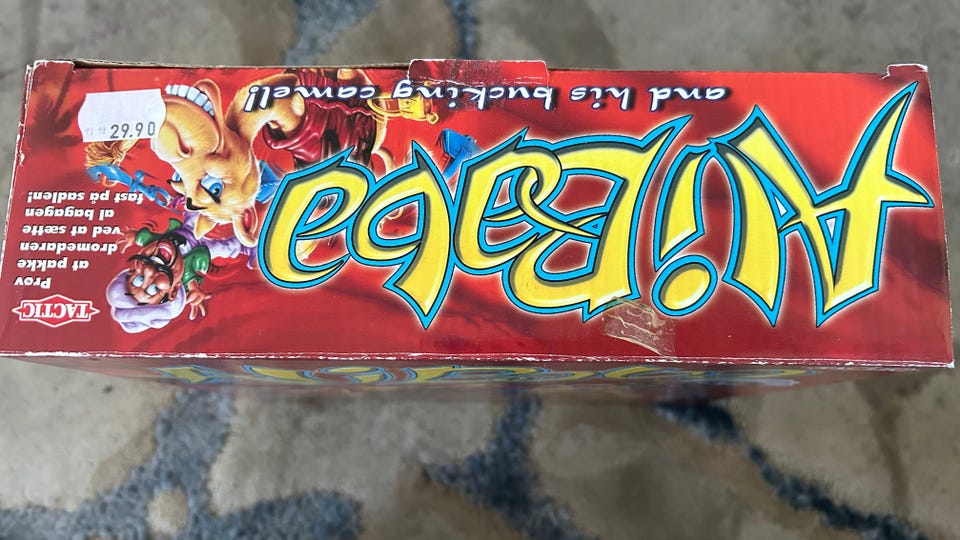 Ali Baba
and his bucking camel!
Prøv
at pakke
dromedaren
ved at sætte
al bagagen
fast på sadlen!
TACTIC
29.90